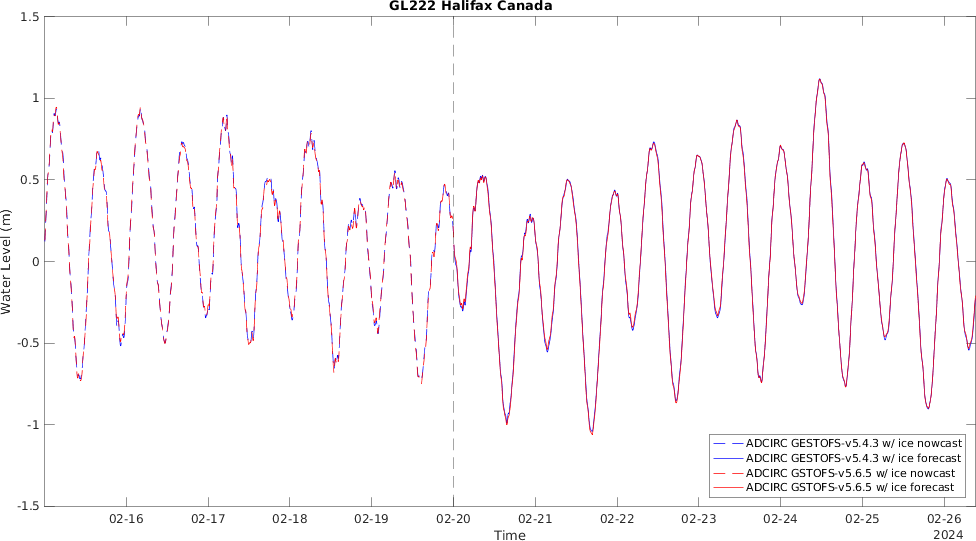 GL222 Halifax Canada
1.5
1
0.5
0
-0.5
-1
-1.5
Water Level (m)
ADCIRC GESTOFS-v5.4.3 w/ ice nowcast
ADCIRC GESTOFS-v5.4.3 w/ ice forecast
ADCIRC GSTOFS-v5.6.5 w/ ice nowcast
ADCIRC GSTOFS-v5.6.5 w/ ice forecast
02-16 02-17 02-18 02-19 02-20 02-21 02-22 02-23 02-24 02-25 02-26
Time
2024